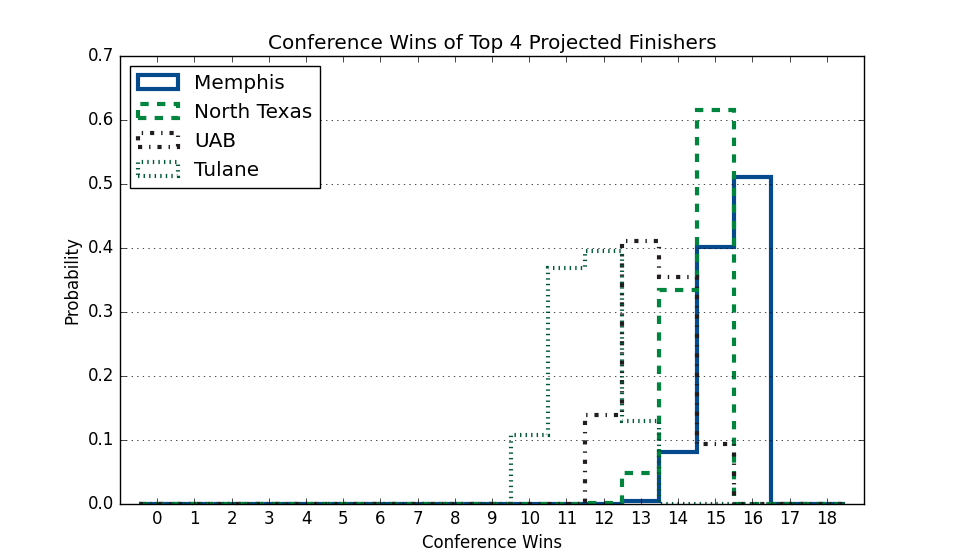 Conference Wins of Top 4 Projected Finishers
0.7
0.6
0.5
0.4
0.3
0.2
0.1
0.0
Probability
Memphis
North Texas
UAB
Tulane
0 1 2 3 4 5 6 7 8 9 10 11 12 13 14 15 16 17 18
Conference Wins